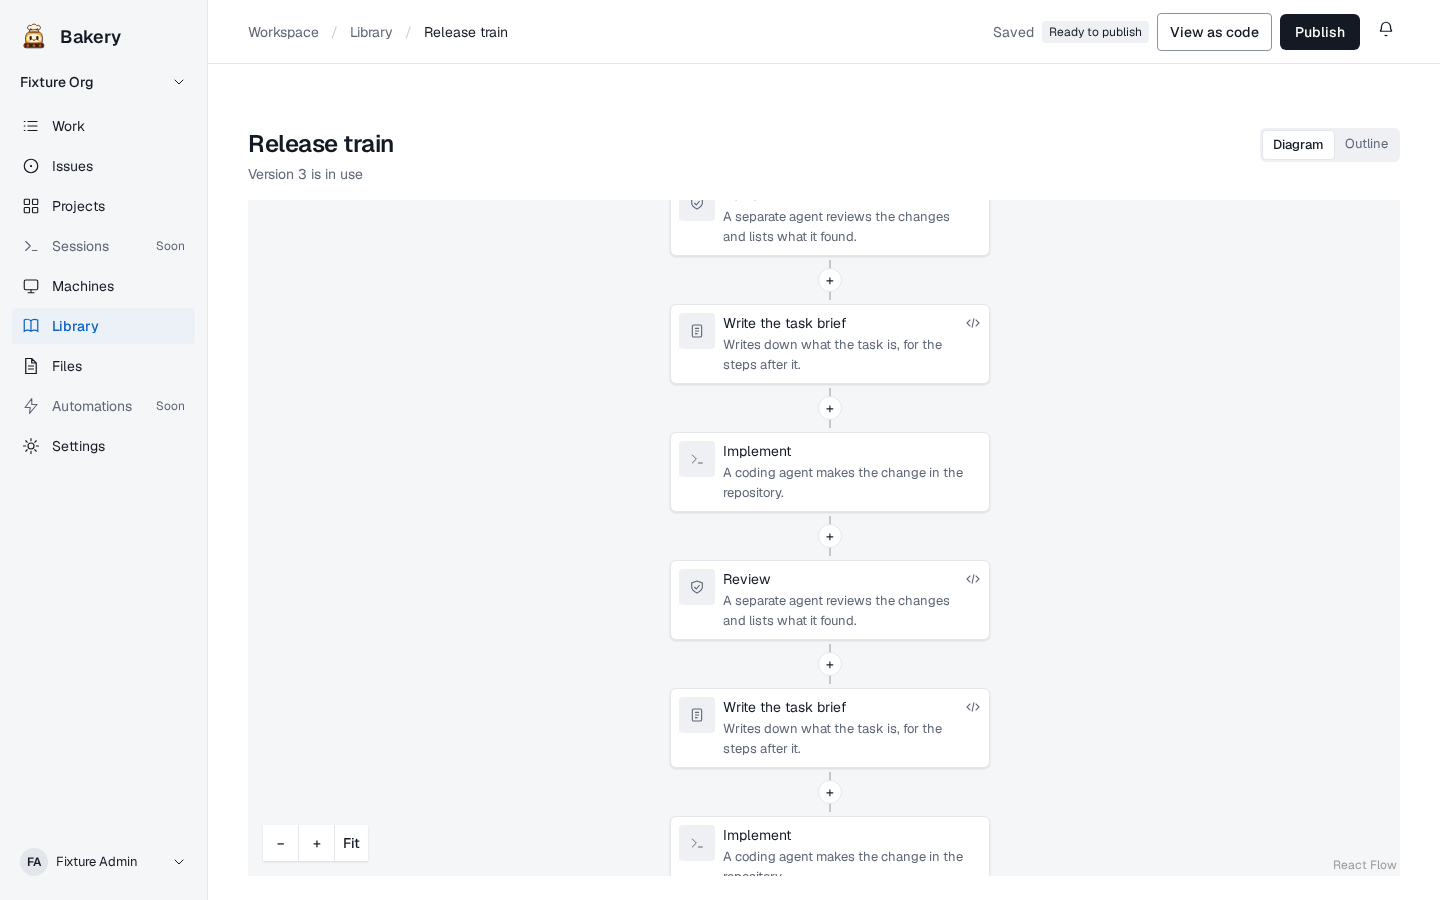 Bakery
Fixture Org
Work
Issues
Projects
Sessions Soon
Machines
Library
Files
Automations Soon
Settings
FA Fixture Admin
Workspace / Library / Release train
Saved Ready to publish View as code Publish
Release train
Version 3 is in use
Diagram Outline
A separate agent reviews the changes
and lists what it found.
+
Write the task brief
Writes down what the task is, for the
steps after it.
+
Implement
A coding agent makes the change in the
repository.
+
Review
A separate agent reviews the changes
and lists what it found.
+
Write the task brief
Writes down what the task is, for the
steps after it.
+
Implement
A coding agent makes the change in the
repository.
− + Fit
React Flow